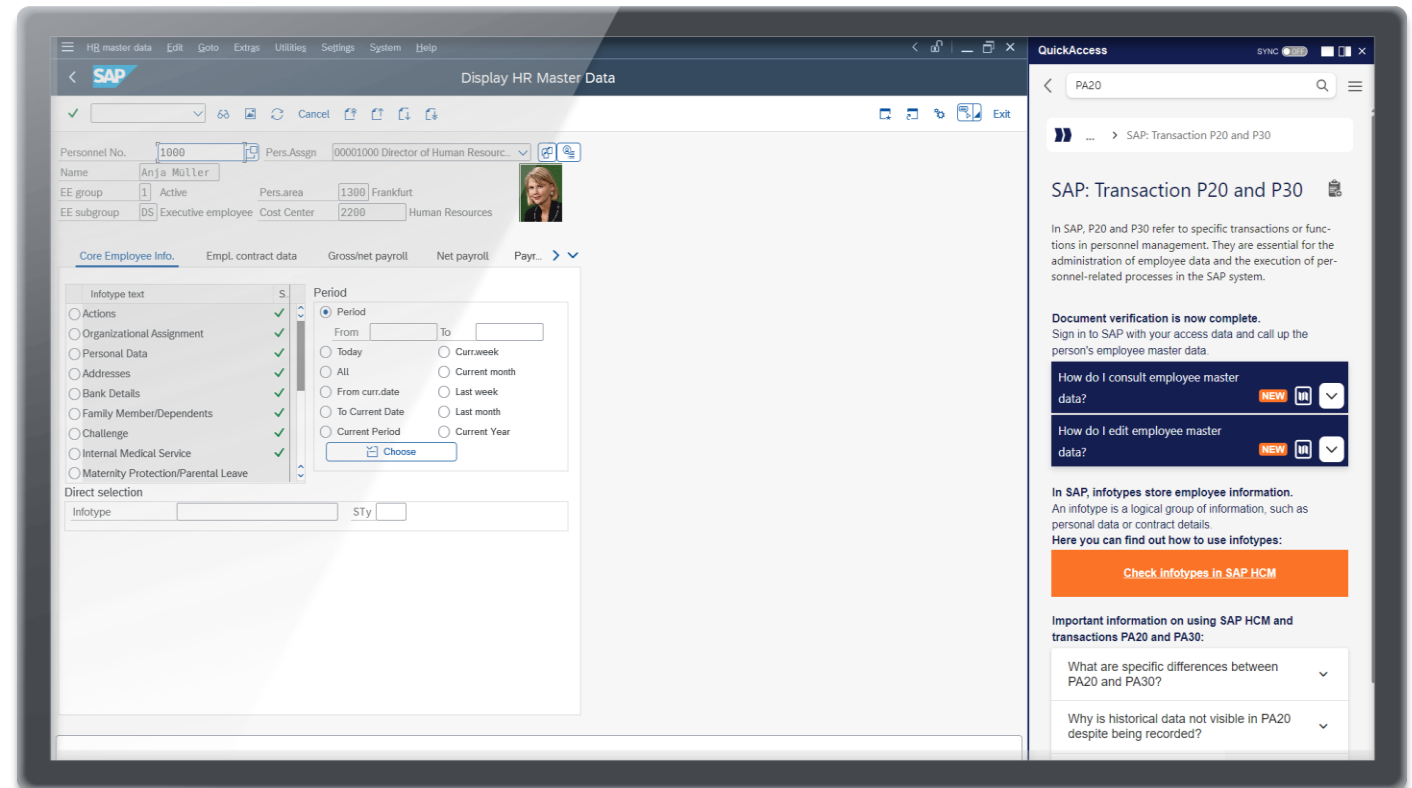 HR master data Edit Goto Extras Utilities Settings System Help
SAP
Display HR Master Data
Cancel
Exit
Personnel No. 1000 Pers.Assgn 00001000 Director of Human Resourc..
Name Anja Müller
EE group 1 Active Pers.area 1300 Frankfurt
EE subgroup DS Executive employee Cost Center 2200 Human Resources
Core Employee Info. Empl. contract data Gross/net payroll Net payroll Payr...
Infotype text S.
Actions
Organizational Assignment
Personal Data
Addresses
Bank Details
Family Member/Dependents
Challenge
Internal Medical Service
Maternity Protection/Parental Leave
Period
Period
From To
Today Curr.week
All Current month
From curr.date Last week
To Current Date Last month
Current Period Current Year
Choose
Direct selection
Infotype STy
QuickAccess SYNC OFF
PA20
... > SAP: Transaction P20 and P30
SAP: Transaction P20 and P30
In SAP, P20 and P30 refer to specific transactions or func-
tions in personnel management. They are essential for the
administration of employee data and the execution of per-
sonnel-related processes in the SAP system.
Document verification is now complete.
Sign in to SAP with your access data and call up the
person's employee master data.
How do I consult employee master
data? NEW
How do I edit employee master
data? NEW
In SAP, infotypes store employee information.
An infotype is a logical group of information, such as
personal data or contract details.
Here you can find out how to use infotypes:
Check infotypes in SAP HCM
Important information on using SAP HCM and
transactions PA20 and PA30:
What are specific differences between
PA20 and PA30?
Why is historical data not visible in PA20
despite being recorded?